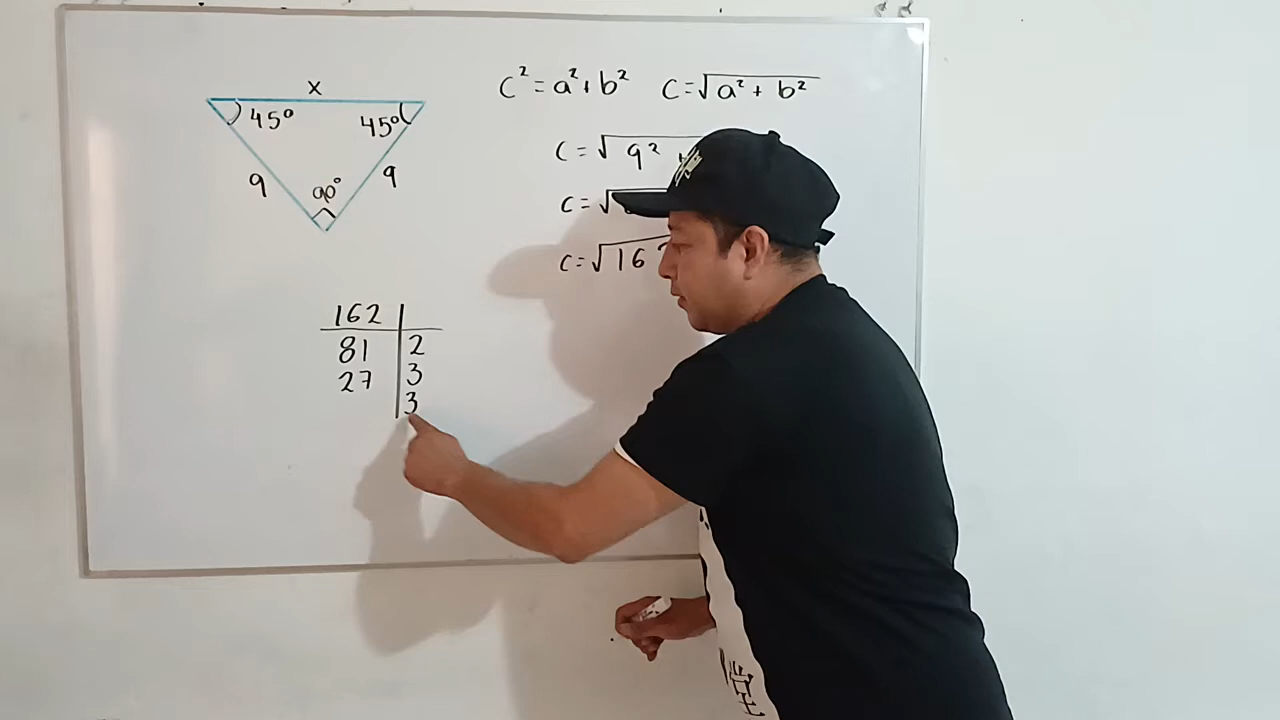 x
45° 45°
9 9
90°
c² = a² + b² c = √a² + b²
c = √9² +
c = √
c = √16
162
81 2
27 3
3